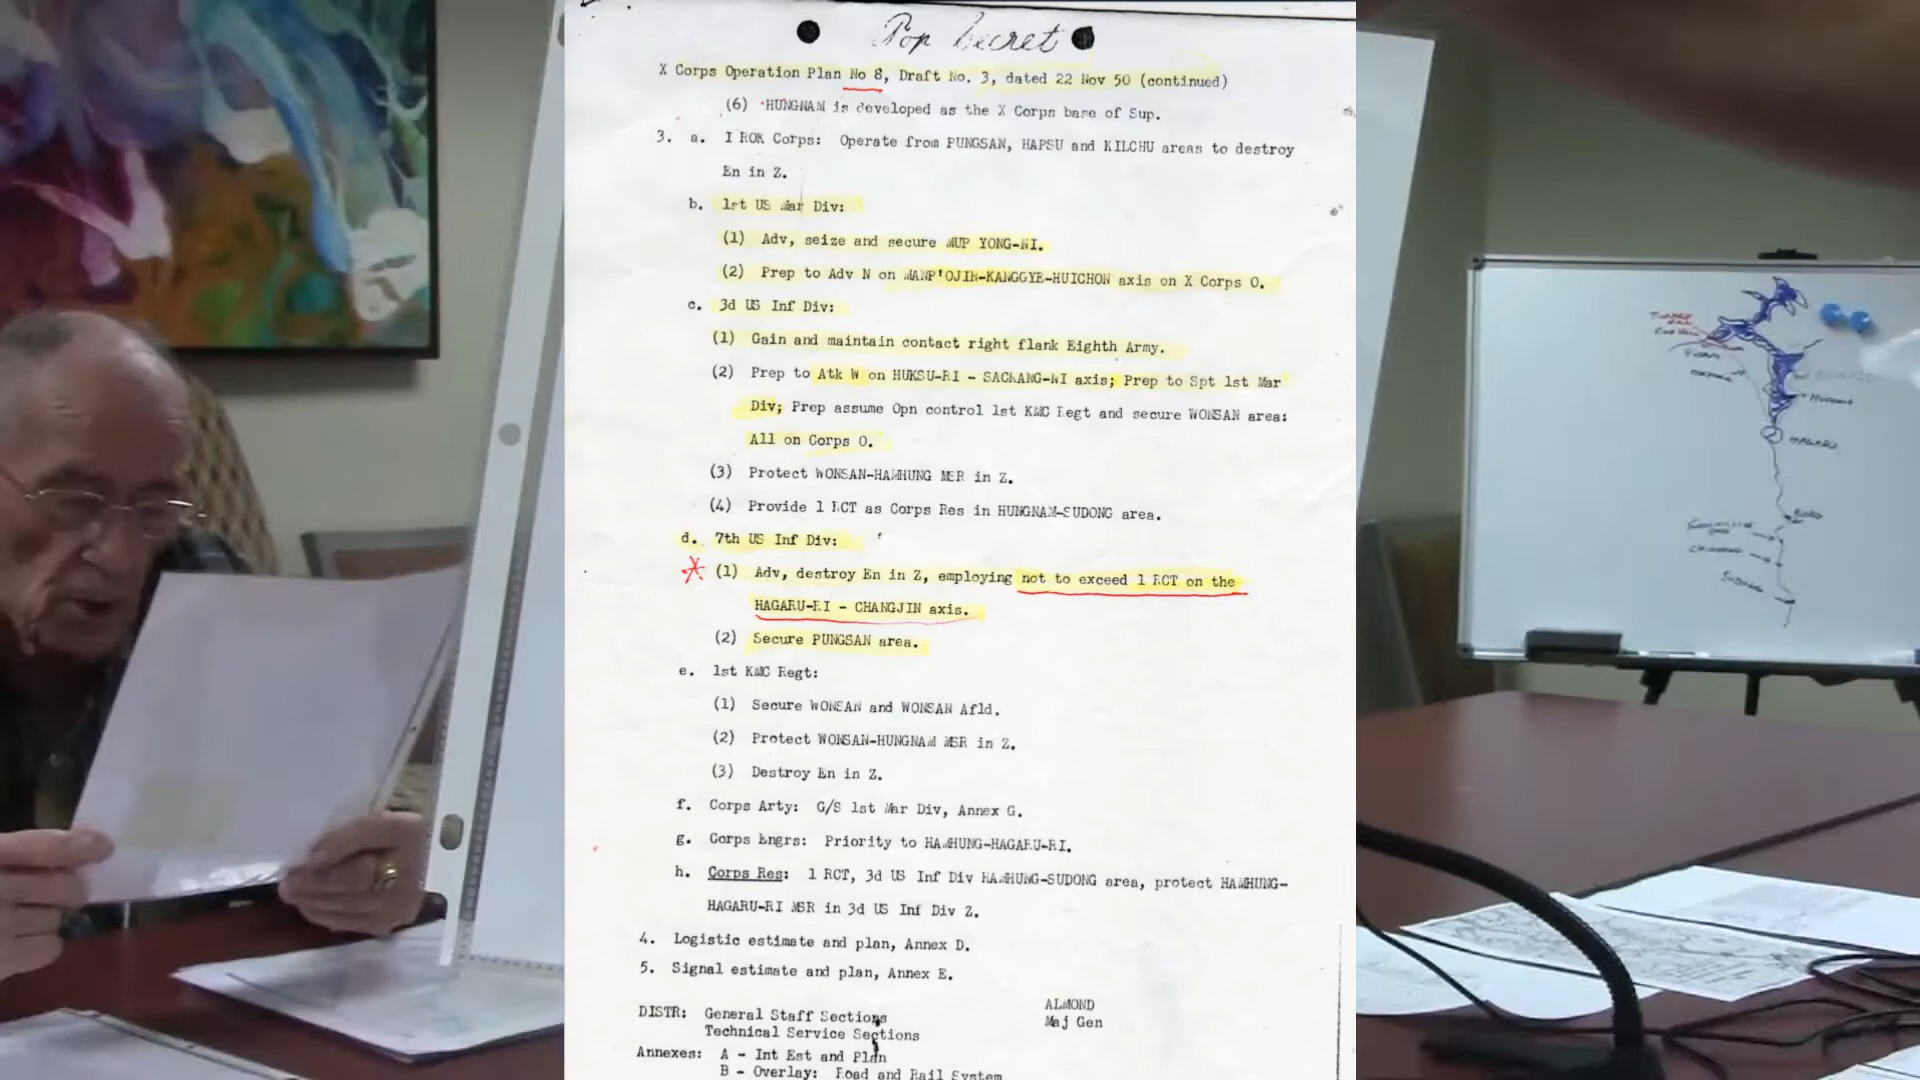 Top Secret
X Corps Operation Plan No 8, Draft No. 3, dated 22 Nov 50 (continued)
(6) HUNGNAM is developed as the X Corps base of Sup.
3. a. I ROK Corps: Operate from PUNGSAN, HAPSU and KILCHU areas to destroy
En in Z.
b. 1st US Mar Div:
(1) Adv, seize and secure MUP YONG-NI.
(2) Prep to Adv N on MANP'OJIN-KANGGYE-HUICHON axis on X Corps O.
c. 3d US Inf Div:
(1) Gain and maintain contact right flank Eighth Army.
(2) Prep to Atk W on HUKSU-RI - SACHANG-NI axis; Prep to Spt 1st Mar
Div; Prep assume Opn control 1st KMC Regt and secure WONSAN area:
All on Corps O.
(3) Protect WONSAN-HAMHUNG MSR in Z.
(4) Provide 1 RCT as Corps Res in HUNGNAM-SUDONG area.
d. 7th US Inf Div:
(1) Adv, destroy En in Z, employing not to exceed 1 RCT on the
HAGARU-RI - CHANGJIN axis.
(2) Secure PUNGSAN area.
e. 1st KMC Regt:
(1) Secure WONSAN and WONSAN Afld.
(2) Protect WONSAN-HUNGNAM MSR in Z.
(3) Destroy En in Z.
f. Corps Arty: G/S 1st Mar Div, Annex G.
g. Corps Engrs: Priority to HAMHUNG-HAGARU-RI.
h. Corps Res: 1 RCT, 3d US Inf Div HAMHUNG-SUDONG area, protect HAMHUNG-
HAGARU-RI MSR in 3d US Inf Div Z.
4. Logistic estimate and plan, Annex D.
5. Signal estimate and plan, Annex E.
ALMOND
Maj Gen
DISTR: General Staff Sections
Technical Service Sections
Annexes: A - Int Est and Plan
B - Overlay: Road and Rail System
HAGARU
KOTO
SUDONG